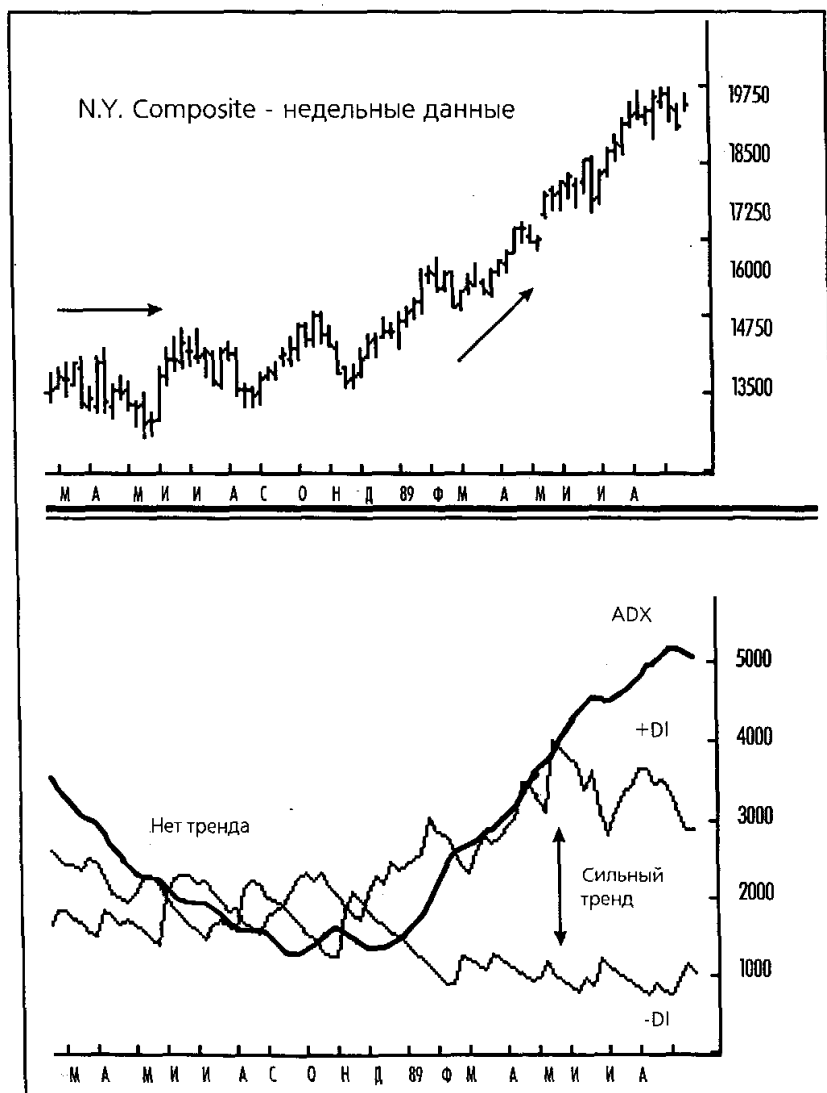 N.Y. Composite - недельные данные
19750
18500
17250
16000
14750
13500
М А М И И А С О Н Д 89 Ф М А М И И А
ADX
5000
+DI
4000
Нет тренда
3000
Сильный
тренд
2000
1000
-DI
М А М И И А С О Н Д 89 Ф М А М И И А